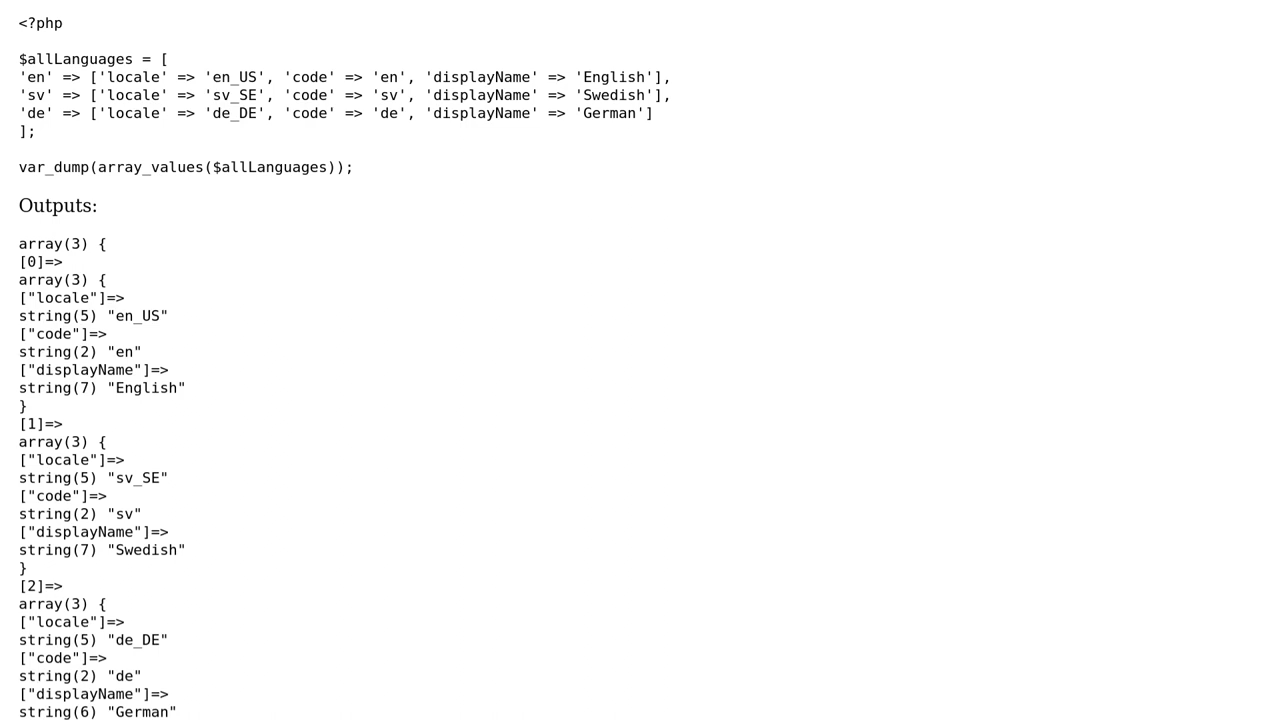 <?php

$allLanguages = [
'en' => ['locale' => 'en_US', 'code' => 'en', 'displayName' => 'English'],
'sv' => ['locale' => 'sv_SE', 'code' => 'sv', 'displayName' => 'Swedish'],
'de' => ['locale' => 'de_DE', 'code' => 'de', 'displayName' => 'German']
];

var_dump(array_values($allLanguages));

Outputs:

array(3) {
[0]=>
array(3) {
["locale"]=>
string(5) "en_US"
["code"]=>
string(2) "en"
["displayName"]=>
string(7) "English"
}
[1]=>
array(3) {
["locale"]=>
string(5) "sv_SE"
["code"]=>
string(2) "sv"
["displayName"]=>
string(7) "Swedish"
}
[2]=>
array(3) {
["locale"]=>
string(5) "de_DE"
["code"]=>
string(2) "de"
["displayName"]=>
string(6) "German"